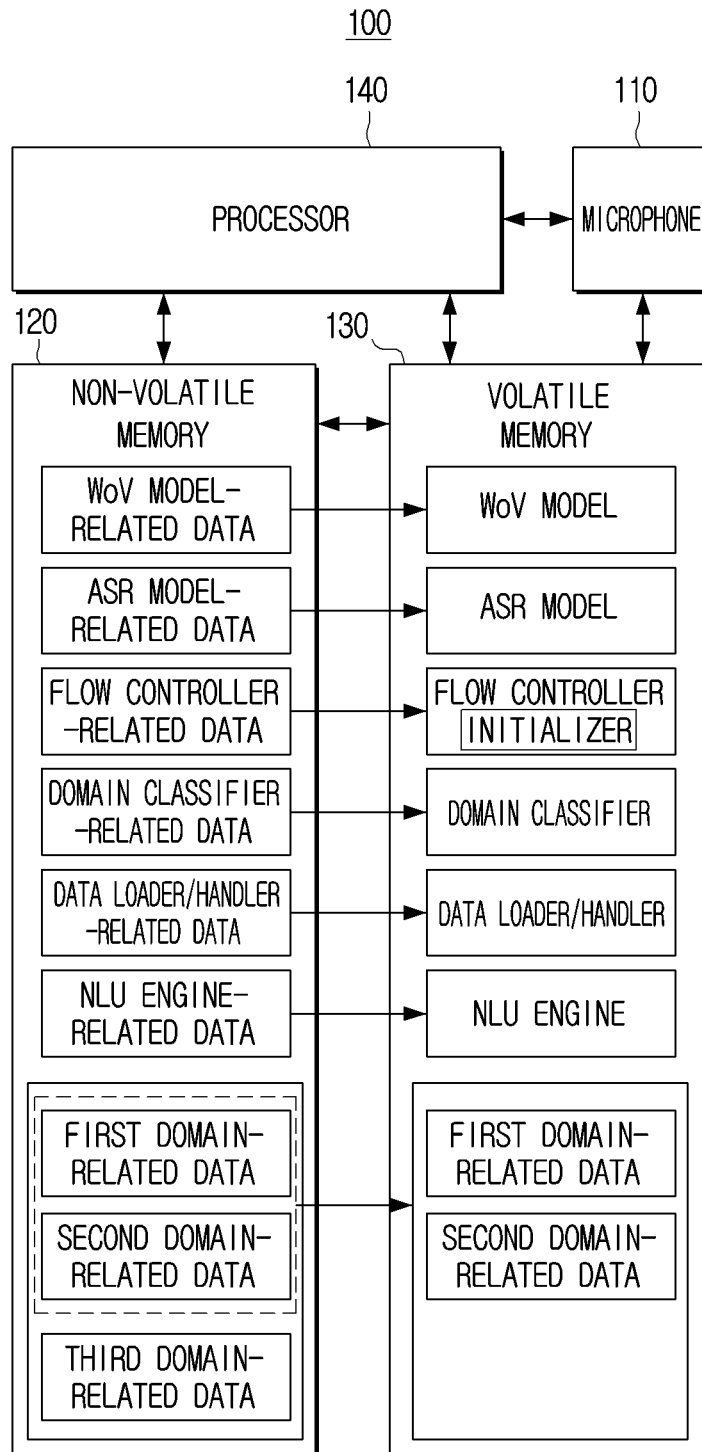 100
140
110
PROCESSOR
MICROPHONE
120
130
NON-VOLATILE
MEMORY
VOLATILE
MEMORY
WoV MODEL-
RELATED DATA
WoV MODEL
ASR MODEL-
RELATED DATA
ASR MODEL
FLOW CONTROLLER
-RELATED DATA
FLOW CONTROLLER
INITIALIZER
DOMAIN CLASSIFIER
-RELATED DATA
DOMAIN CLASSIFIER
DATA LOADER/HANDLER
-RELATED DATA
DATA LOADER/HANDLER
NLU ENGINE-
RELATED DATA
NLU ENGINE
FIRST DOMAIN-
RELATED DATA
FIRST DOMAIN-
RELATED DATA
SECOND DOMAIN-
RELATED DATA
SECOND DOMAIN-
RELATED DATA
THIRD DOMAIN-
RELATED DATA